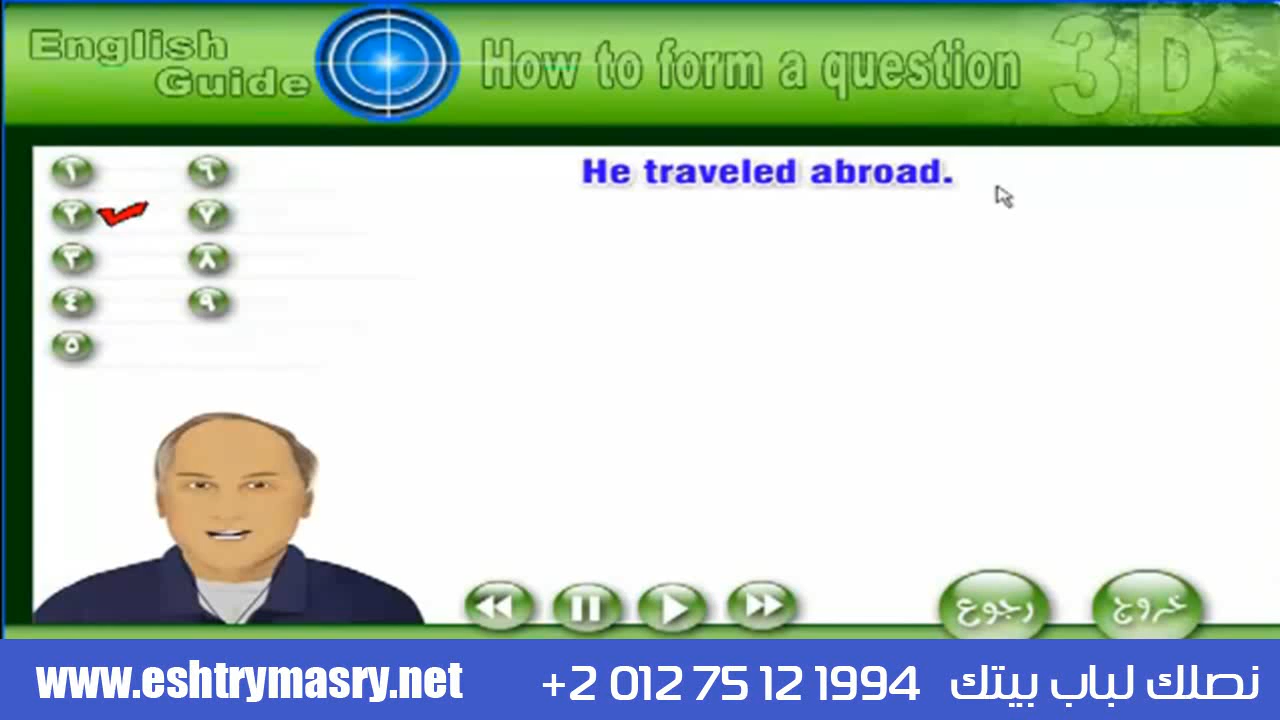 English
Guide
How to form a question
3D
He traveled abroad.
١
٦
٢
٧
٣
٨
٤
٩
٥
رجوع
خروج
www.eshtrymasry.net
+2 012 75 12 1994
نصلك لباب بيتك